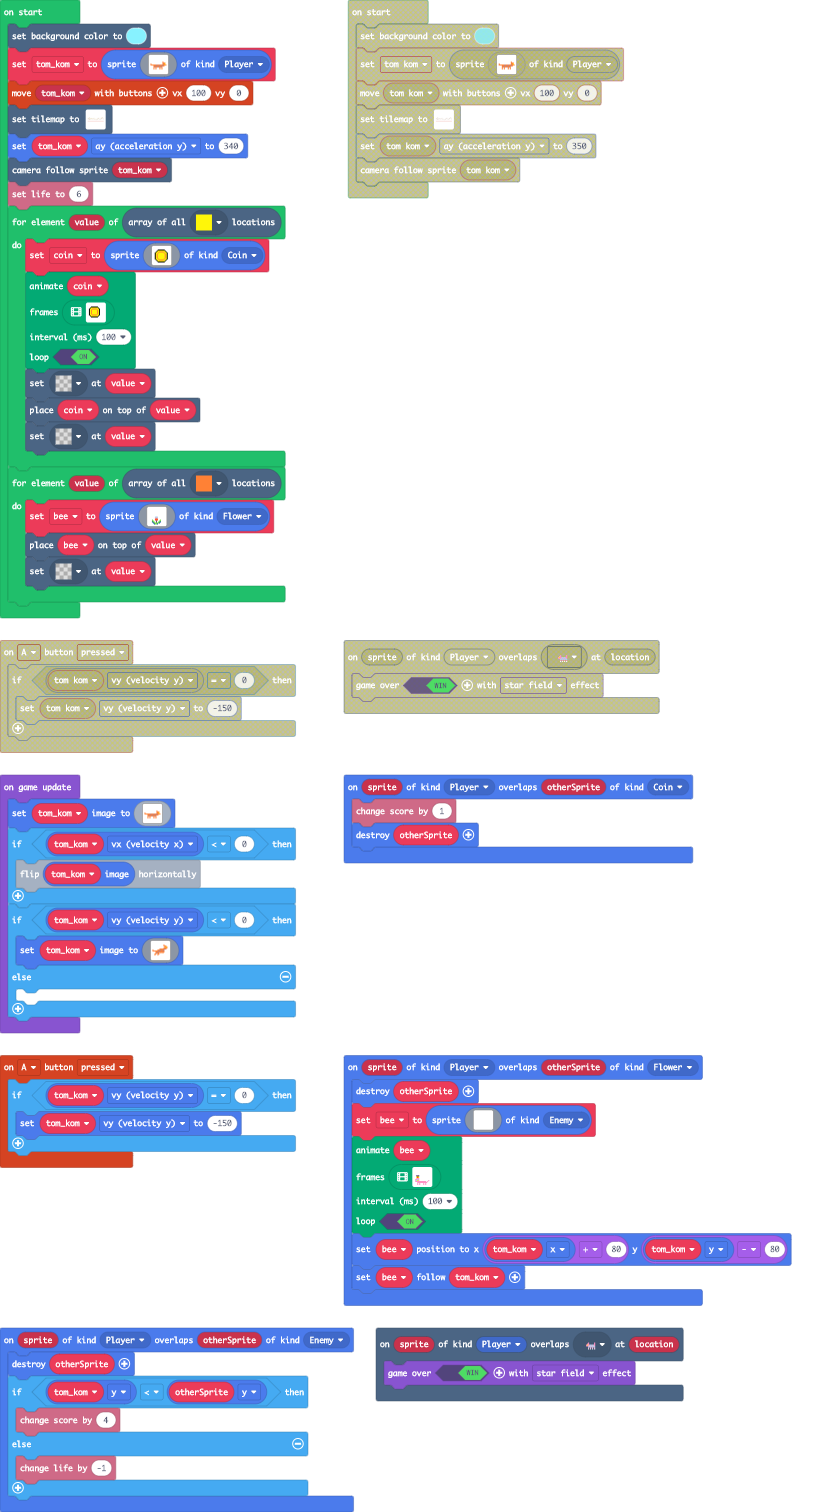 on start
set background color to
set tom_kom to sprite of kind Player
move tom_kom with buttons vx 100 vy 0
set tilemap to
set tom_kom ay (acceleration y) to 340
camera follow sprite tom_kom
set life to 6
for element value of array of all locations
do
set coin to sprite of kind Coin
animate coin
frames
interval (ms) 100
loop ON
set at value
place coin on top of value
set at value
for element value of array of all locations
do
set bee to sprite of kind Flower
place bee on top of value
set at value
on start
set background color to
set tom kom to sprite of kind Player
move tom kom with buttons vx 100 vy 0
set tilemap to
set tom kom ay (acceleration y) to 350
camera follow sprite tom kom
on A button pressed
if tom kom vy (velocity y) = 0 then
set tom kom vy (velocity y) to -150
on sprite of kind Player overlaps at location
game over WIN with star field effect
on game update
set tom_kom image to
if tom_kom vx (velocity x) < 0 then
flip tom_kom image horizontally
if tom_kom vy (velocity y) < 0 then
set tom_kom image to
else
on sprite of kind Player overlaps otherSprite of kind Coin
change score by 1
destroy otherSprite
on A button pressed
if tom_kom vy (velocity y) = 0 then
set tom_kom vy (velocity y) to -150
on sprite of kind Player overlaps otherSprite of kind Flower
destroy otherSprite
set bee to sprite of kind Enemy
animate bee
frames
interval (ms) 100
loop ON
set bee position to x tom_kom x + 80 y tom_kom y - 80
set bee follow tom_kom
on sprite of kind Player overlaps otherSprite of kind Enemy
destroy otherSprite
if tom_kom y < otherSprite y then
change score by 4
else
change life by -1
on sprite of kind Player overlaps at location
game over WIN with star field effect